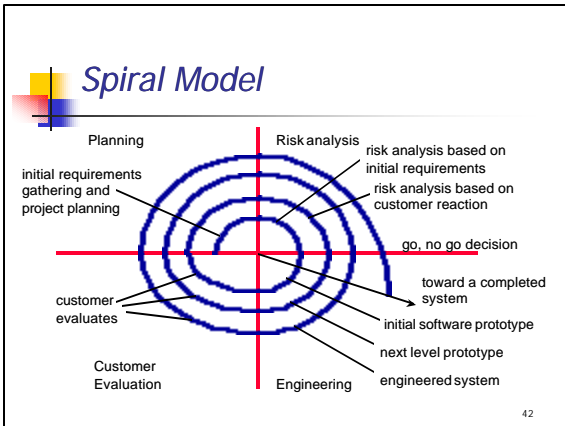 Spiral Model
Planning
Risk analysis
risk analysis based on
initial requirements
initial requirements
gathering and
project planning
risk analysis based on
customer reaction
go, no go decision
toward a completed
system
customer
evaluates
initial software prototype
next level prototype
Customer
Evaluation
Engineering
engineered system
42